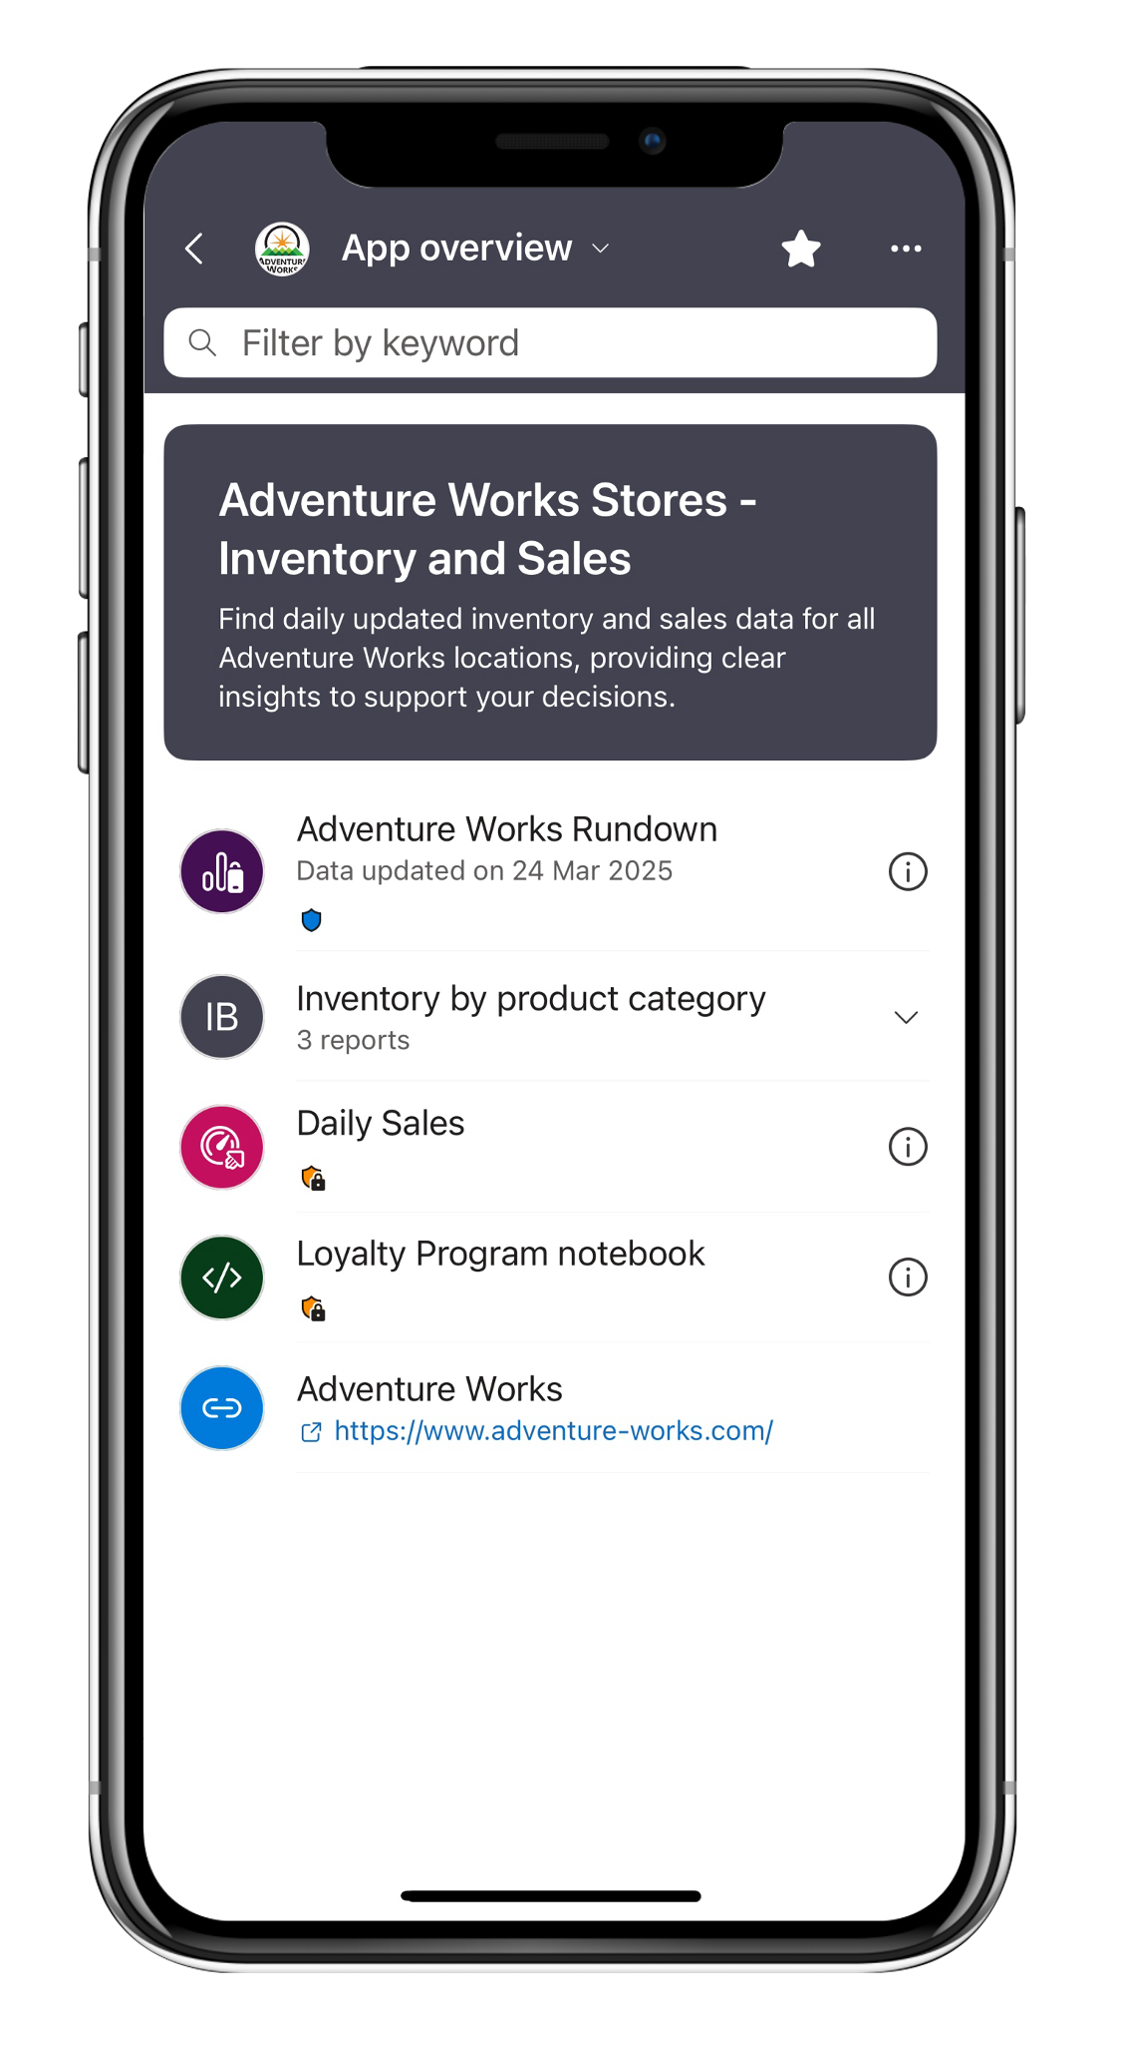 ADVENTURE
WORKS
App overview
Filter by keyword
Adventure Works Stores -
Inventory and Sales
Find daily updated inventory and sales data for all
Adventure Works locations, providing clear
insights to support your decisions.
Adventure Works Rundown
Data updated on 24 Mar 2025
IB
Inventory by product category
3 reports
Daily Sales
Loyalty Program notebook
Adventure Works
https://www.adventure-works.com/